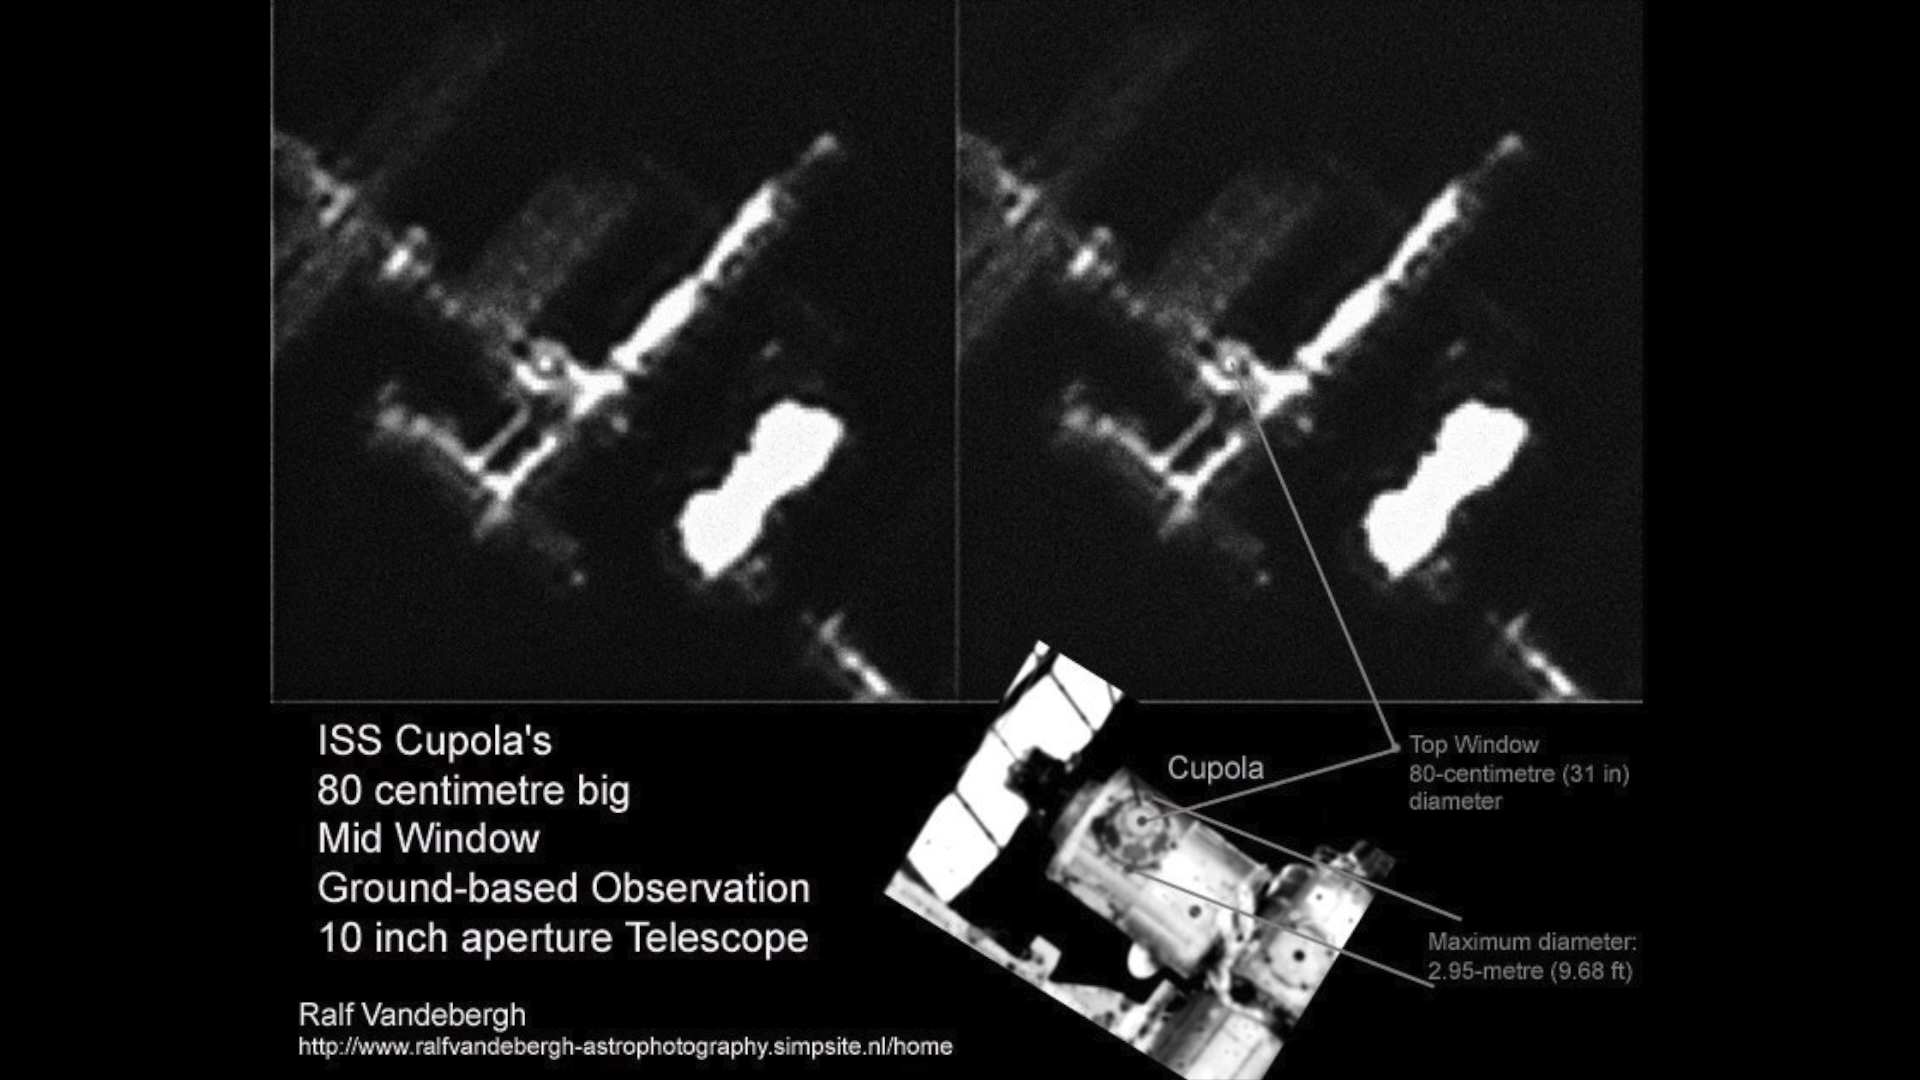 ISS Cupola's
80 centimetre big
Mid Window
Ground-based Observation
10 inch aperture Telescope
Ralf Vandebergh
http://www.ralfvandebergh-astrophotography.simpsite.nl/home
Cupola
Top Window
80-centimetre (31 in)
diameter
Maximum diameter:
2.95-metre (9.68 ft)